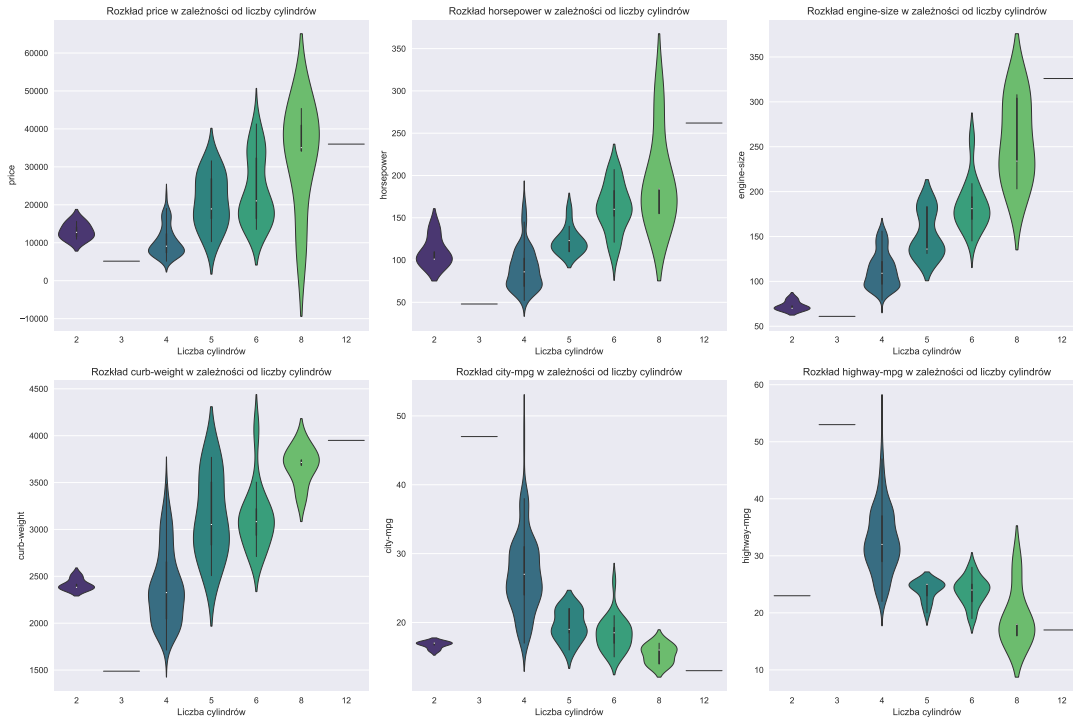 Rozkład price w zależności od liczby cylindrów
price
60000
50000
40000
30000
20000
10000
0
−10000
2 3 4 5 6 8 12
Liczba cylindrów
Rozkład horsepower w zależności od liczby cylindrów
horsepower
350
300
250
200
150
100
50
2 3 4 5 6 8 12
Liczba cylindrów
Rozkład engine-size w zależności od liczby cylindrów
engine-size
350
300
250
200
150
100
50
2 3 4 5 6 8 12
Liczba cylindrów
Rozkład curb-weight w zależności od liczby cylindrów
curb-weight
4500
4000
3500
3000
2500
2000
1500
2 3 4 5 6 8 12
Liczba cylindrów
Rozkład city-mpg w zależności od liczby cylindrów
city-mpg
50
40
30
20
2 3 4 5 6 8 12
Liczba cylindrów
Rozkład highway-mpg w zależności od liczby cylindrów
highway-mpg
60
50
40
30
20
10
2 3 4 5 6 8 12
Liczba cylindrów